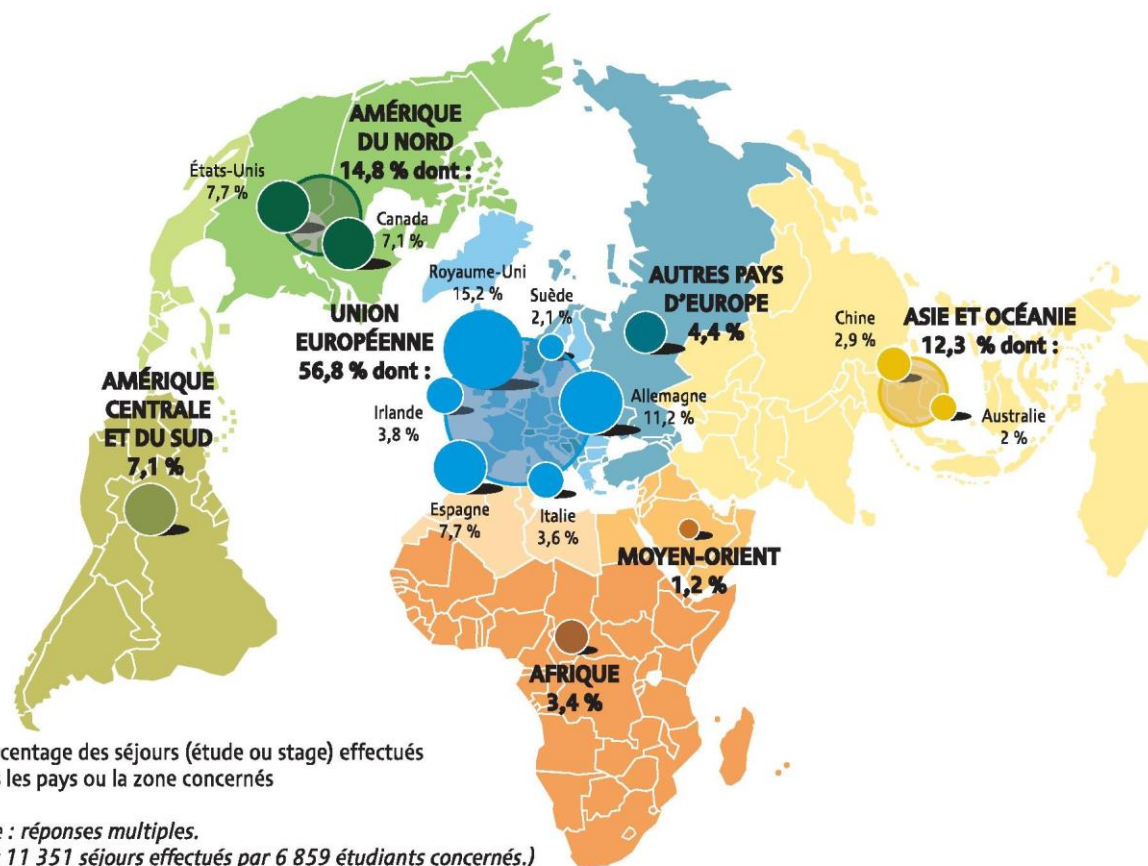 AMÉRIQUE
DU NORD
14,8 % dont :
États-Unis
7,7 %
Canada
7,1 %
Royaume-Uni
15,2 %
Suède
2,1 %
UNION
EUROPÉENNE
56,8 % dont :
Irlande
3,8 %
Allemagne
11,2 %
Espagne
7,7 %
Italie
3,6 %
AUTRES PAYS
D'EUROPE
4,4 %
ASIE ET OCÉANIE
12,3 % dont :
Chine
2,9 %
Australie
2 %
AMÉRIQUE
CENTRALE
ET DU SUD
7,1 %
MOYEN-ORIENT
1,2 %
AFRIQUE
3,4 %
centage des séjours (étude ou stage) effectués
s les pays ou la zone concernés
e : réponses multiples.
11 351 séjours effectués par 6 859 étudiants concernés.)